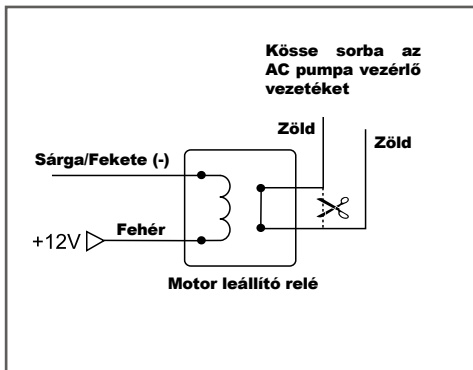 Kösse sorba az
AC pumpa vezérlő
vezetéket
Zöld
Zöld
Sárga/Fekete (-)
Fehér
+12V
Motor leállító relé